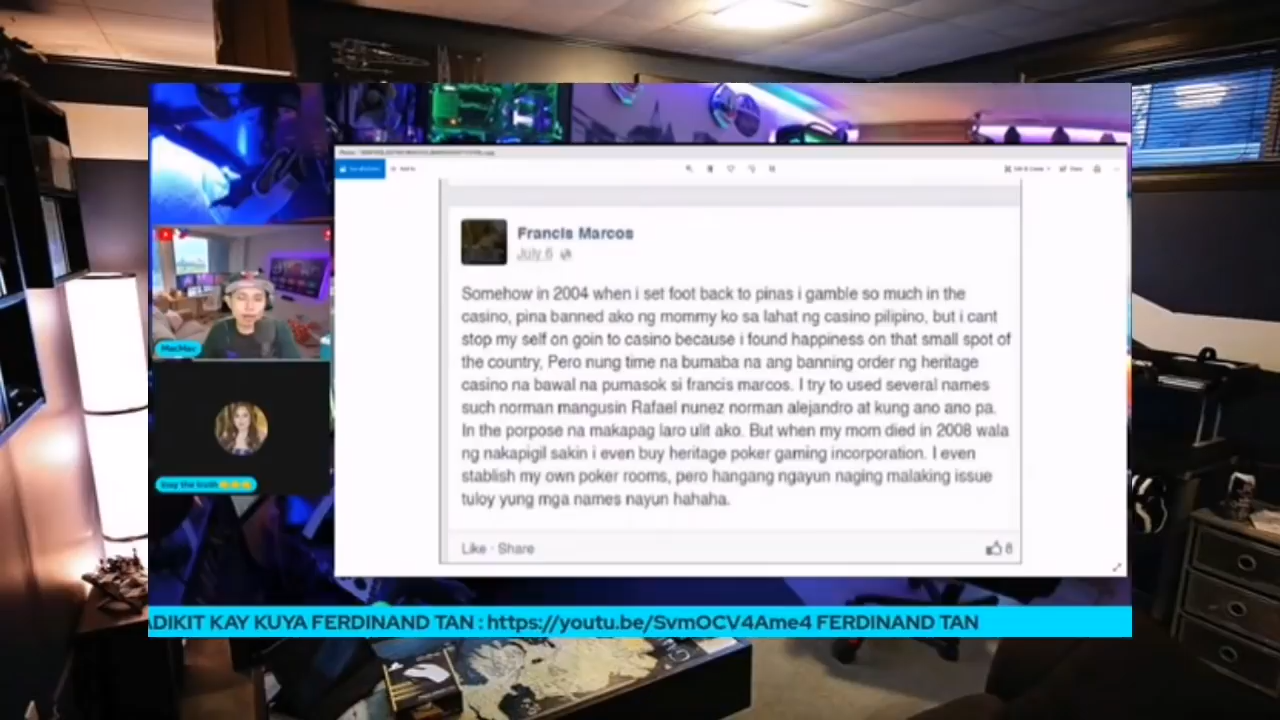 Francis Marcos
July 6
Somehow in 2004 when i set foot back to pinas i gamble so much in the
casino, pina banned ako ng mommy ko sa lahat ng casino pilipino, but i cant
stop my self on goin to casino because i found happiness on that small spot of
the country, Pero nung time na bumaba na ang banning order ng heritage
casino na bawal na pumasok si francis marcos. I try to used several names
such norman mangusin Rafael nunez norman alejandro at kung ano ano pa.
In the porpose na makapag laro ulit ako. But when my mom died in 2008 wala
ng nakapigil sakin i even buy heritage poker gaming incorporation. I even
stablish my own poker rooms, pero hangang ngayun naging malaking issue
tuloy yung mga names nayun hahaha.
Like · Share
8
MacMac
ADIKIT KAY KUYA FERDINAND TAN : https://youtu.be/SvmOCV4Ame4 FERDINAND TAN